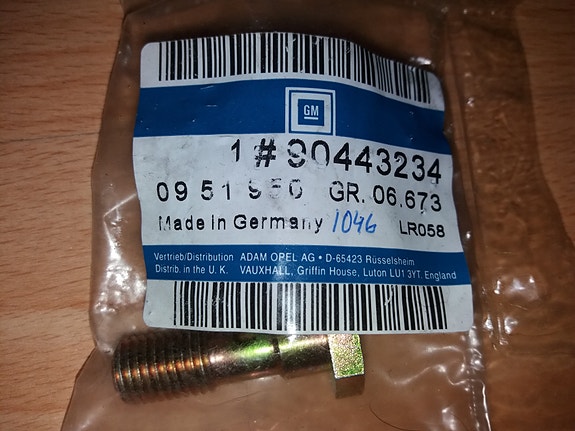 GM
1 # 90443234
09 51 950 GR. 06.673
Made in Germany 1046 LR058
Vertrieb/Distribution ADAM OPEL AG • D-65423 Rüsselsheim
Distrib. in the U. K. VAUXHALL, Griffin House, Luton LU1 3YT. England